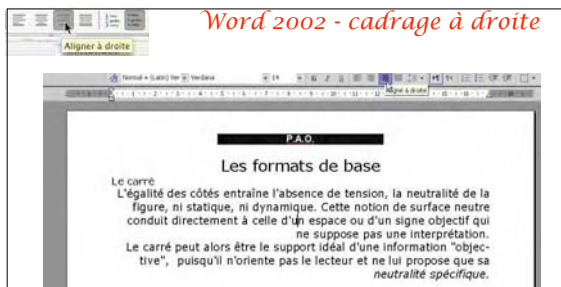 Word 2002 - cadrage à droite
Aligner à droite
Normal + (Latin) Ver Verdana 14 G I S
Aligné à droite
P.A.O.
Les formats de base
Le carré
L'égalité des côtés entraîne l'absence de tension, la neutralité de la
figure, ni statique, ni dynamique. Cette notion de surface neutre
conduit directement à celle d'un espace ou d'un signe objectif qui
ne suppose pas une interprétation.
Le carré peut alors être le support idéal d'une information "objec-
tive", puisqu'il n'oriente pas le lecteur et ne lui propose que sa
neutralité spécifique.